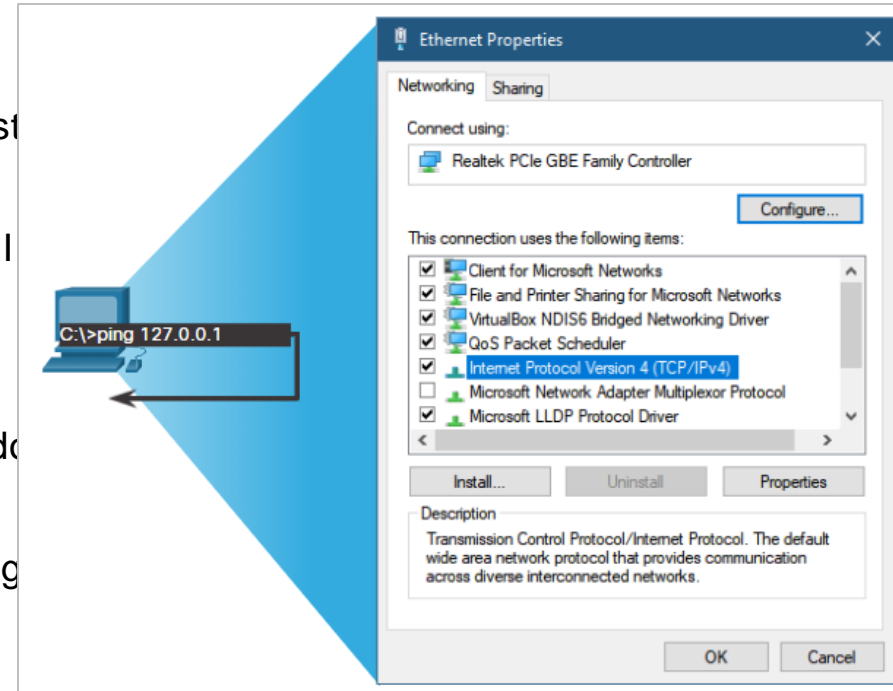 Ethernet Properties
Networking Sharing
Connect using:
Realtek PCIe GBE Family Controller
Configure...
This connection uses the following items:
Client for Microsoft Networks
File and Printer Sharing for Microsoft Networks
VirtualBox NDIS6 Bridged Networking Driver
QoS Packet Scheduler
Internet Protocol Version 4 (TCP/IPv4)
Microsoft Network Adapter Multiplexor Protocol
Microsoft LLDP Protocol Driver
Install... Uninstall Properties
Description
Transmission Control Protocol/Internet Protocol. The default
wide area network protocol that provides communication
across diverse interconnected networks.
OK Cancel
C:\>ping 127.0.0.1